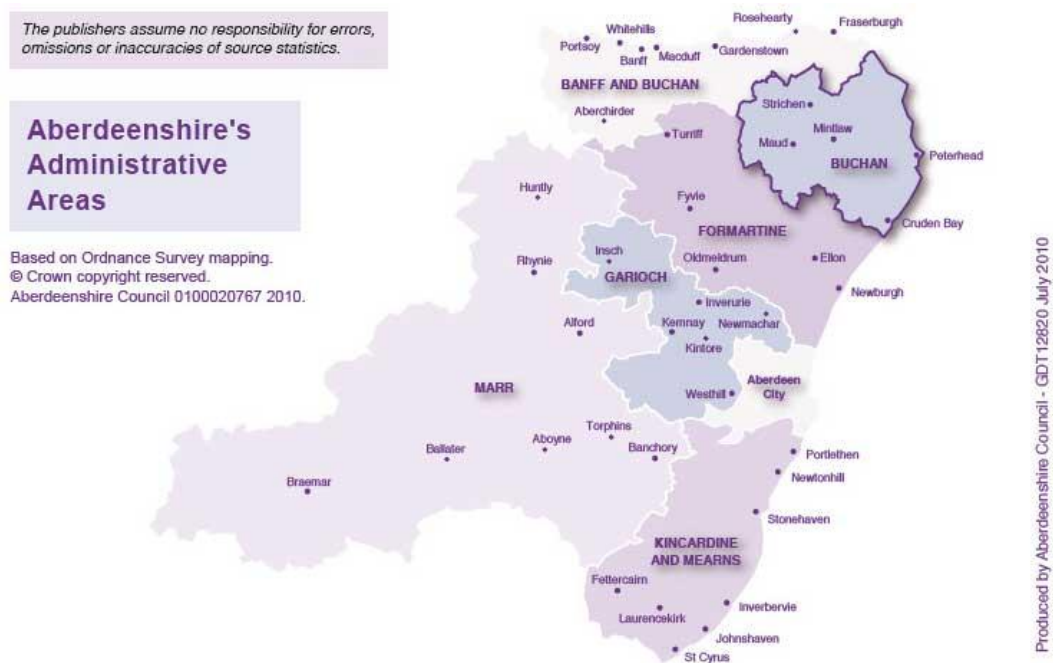 The publishers assume no responsibility for errors,
omissions or inaccuracies of source statistics.
Aberdeenshire's
Administrative
Areas
Based on Ordnance Survey mapping.
© Crown copyright reserved.
Aberdeenshire Council 0100020767 2010.
Rosehearty
Fraserburgh
Whitehills
Portsoy
Banff
Macduff
Gardenstown
BANFF AND BUCHAN
Aberchirder
Strichen
Mintlaw
Maud
BUCHAN
Peterhead
Cruden Bay
Turriff
Fyvie
FORMARTINE
Oldmeldrum
Ellon
Newburgh
Huntly
Rhynie
Insch
GARIOCH
Inverurie
Kemnay
Newmachar
Kintore
Westhill
Aberdeen
City
Alford
MARR
Torphins
Aboyne
Ballater
Banchory
Braemar
Portlethen
Newtonhill
Stonehaven
KINCARDINE
AND MEARNS
Fettercairn
Laurencekirk
Inverbervie
Johnshaven
St Cyrus
Produced by Aberdeenshire Council - GDT12820 July 2010